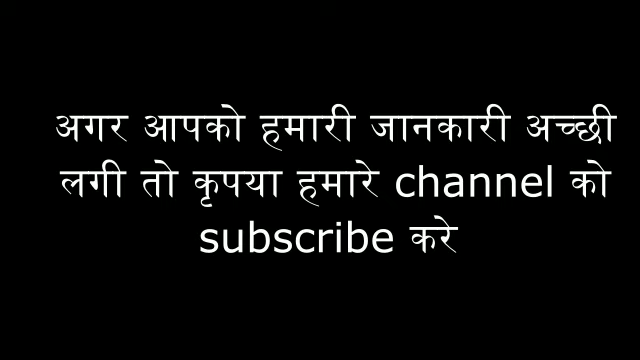 अगर आपको हमारी जानकारी अच्छी
लगी तो कृपया हमारे channel को
subscribe करे